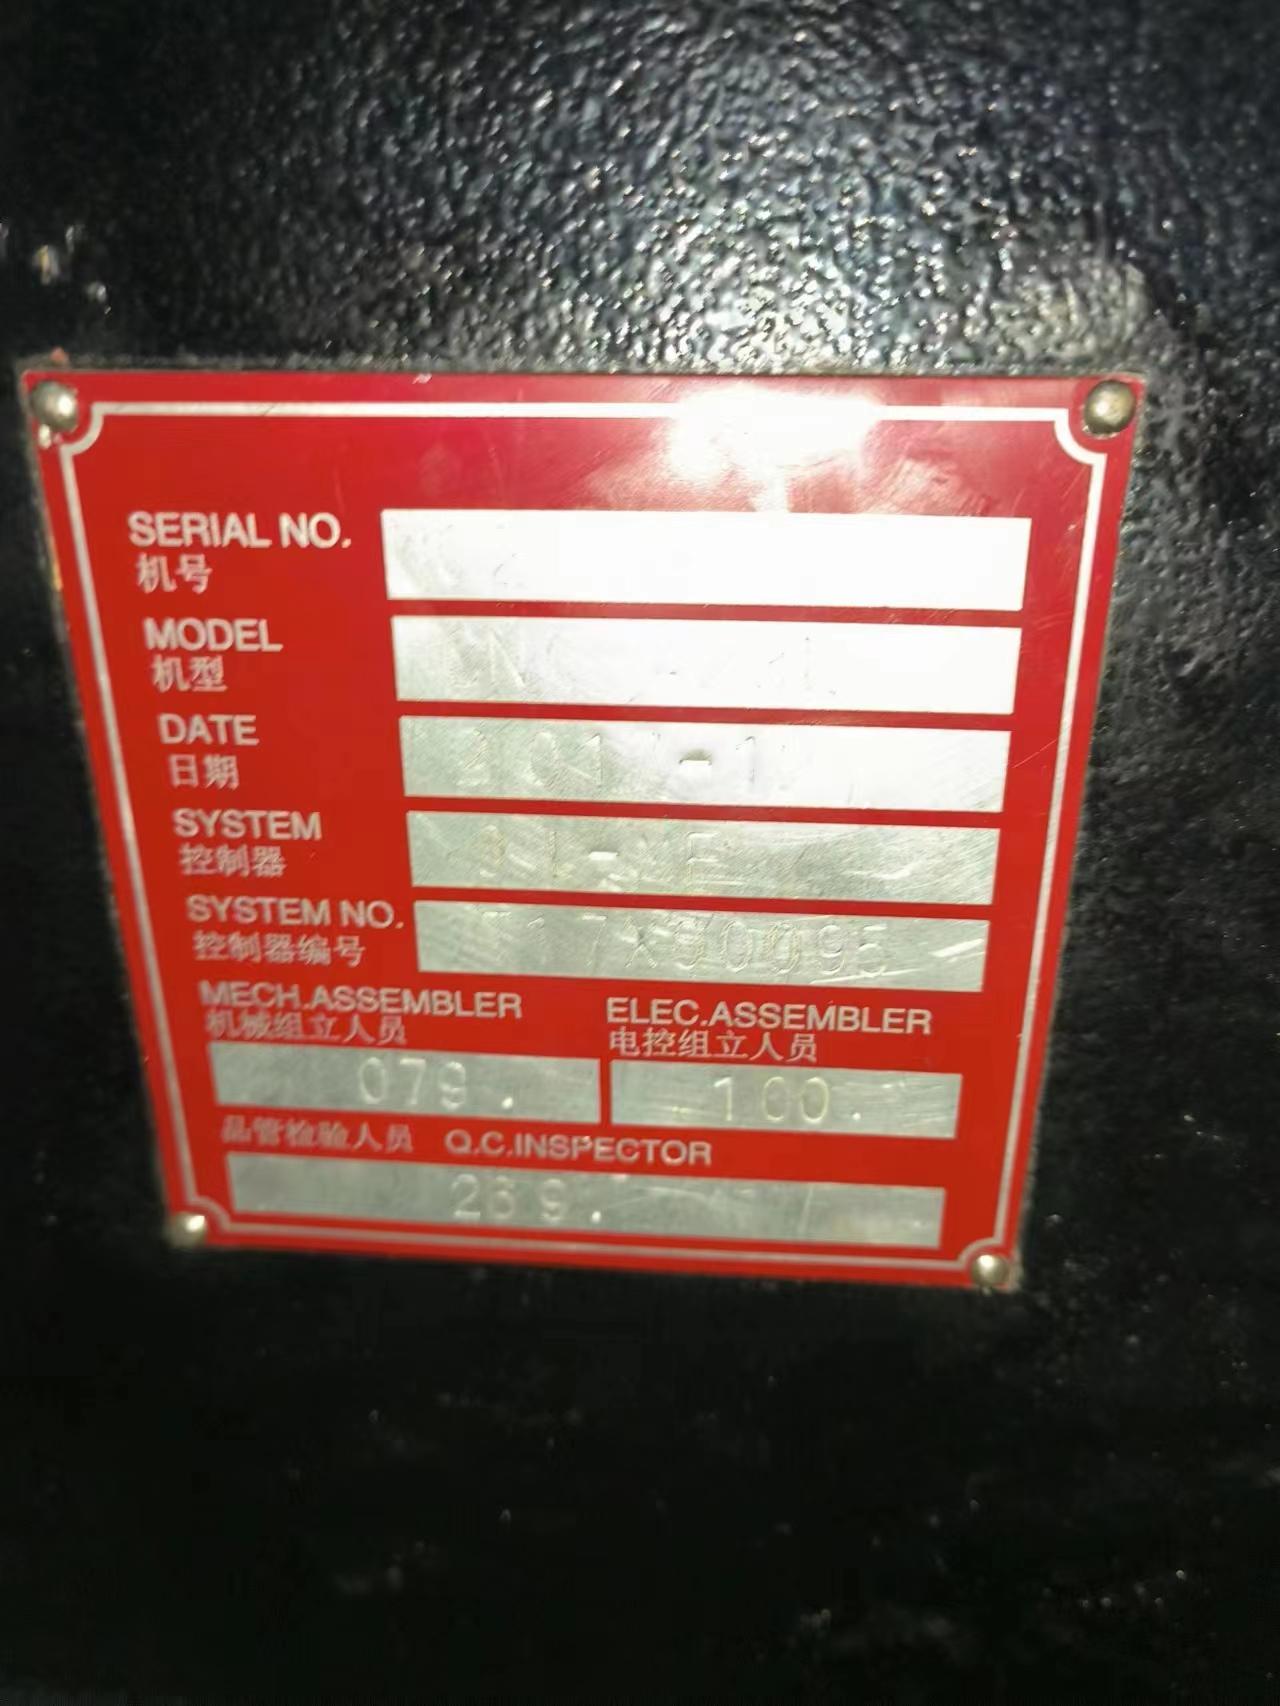 SERIAL NO.
机号
MODEL
机型
DATE
日期
SYSTEM
控制器
SYSTEM NO.
控制器编号
MECH.ASSEMBLER
机械组立人员
079.
ELEC.ASSEMBLER
电控组立人员
100.
品管检验人员 Q.C.INSPECTOR
269.